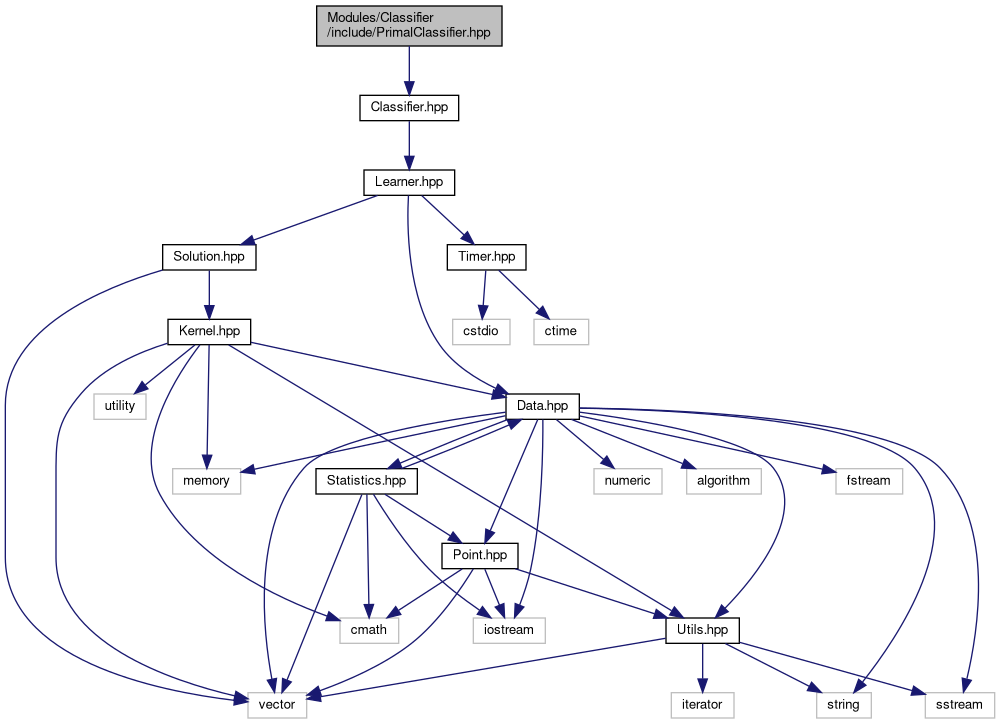 Modules/Classifier
/include/PrimalClassifier.hpp
Classifier.hpp
Learner.hpp
Solution.hpp
Timer.hpp
Kernel.hpp
cstdio
ctime
utility
Data.hpp
memory
Statistics.hpp
numeric
algorithm
fstream
Point.hpp
cmath
iostream
Utils.hpp
vector
iterator
string
sstream